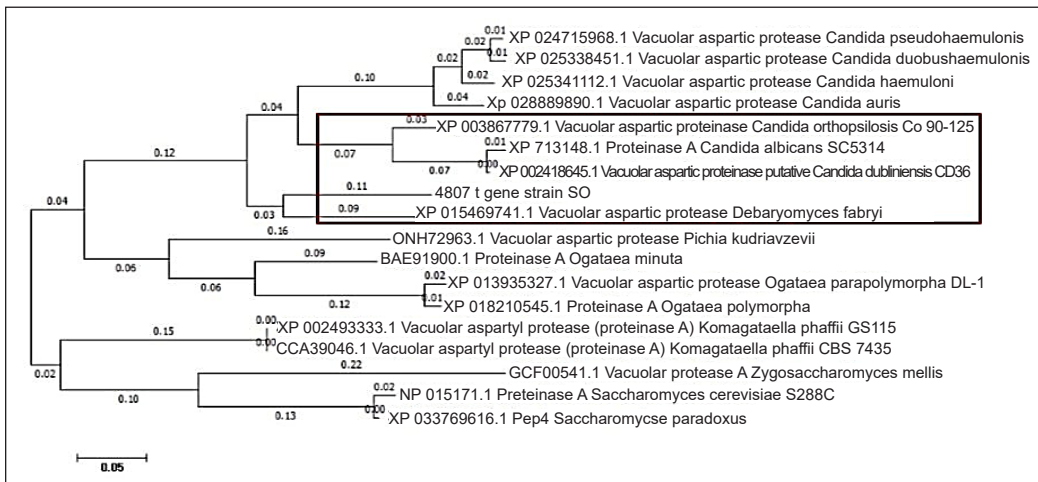 0.01
XP 024715968.1 Vacuolar aspartic protease Candida pseudohaemulonis
0.02
0.01
XP 025338451.1 Vacuolar aspartic protease Candida duobushaemulonis
0.02
0.02
XP 025341112.1 Vacuolar aspartic protease Candida haemuloni
0.10
0.04
Xp 028889890.1 Vacuolar aspartic protease Candida auris
0.04
0.03
XP 003867779.1 Vacuolar aspartic proteinase Candida orthopsilosis Co 90-125
0.07
0.01
XP 713148.1 Proteinase A Candida albicans SC5314
0.07
0.00
XP 002418645.1 Vacuolar aspartic proteinase putative Candida dubliniensis CD36
0.12
0.11
4807 t gene strain SO
0.03
0.09
XP 015469741.1 Vacuolar aspartic protease Debaryomyces fabryi
0.04
0.16
ONH72963.1 Vacuolar aspartic protease Pichia kudriavzevii
0.06
0.09
BAE91900.1 Proteinase A Ogataea minuta
0.06
0.02
XP 013935327.1 Vacuolar aspartic protease Ogataea parapolymorpha DL-1
0.12
0.01
XP 018210545.1 Proteinase A Ogataea polymorpha
0.00
XP 002493333.1 Vacuolar aspartyl protease (proteinase A) Komagataella phaffii GS115
0.15
0.00
CCA39046.1 Vacuolar aspartyl protease (proteinase A) Komagataella phaffii CBS 7435
0.02
0.22
GCF00541.1 Vacuolar protease A Zygosaccharomyces mellis
0.10
0.02
NP 015171.1 Preteinase A Saccharomyces cerevisiae S288C
0.13
0.00
XP 033769616.1 Pep4 Saccharomycse paradoxus
0.05